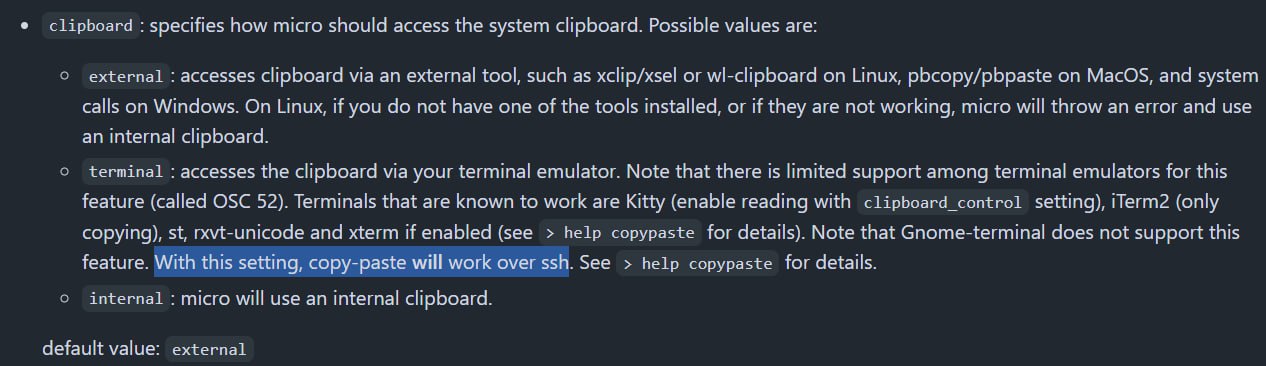 clipboard: specifies how micro should access the system clipboard. Possible values are:
external: accesses clipboard via an external tool, such as xclip/xsel or wl-clipboard on Linux, pbcopy/pbpaste on MacOS, and system
calls on Windows. On Linux, if you do not have one of the tools installed, or if they are not working, micro will throw an error and use
an internal clipboard.
terminal: accesses the clipboard via your terminal emulator. Note that there is limited support among terminal emulators for this
feature (called OSC 52). Terminals that are known to work are Kitty (enable reading with clipboard_control setting), iTerm2 (only
copying), st, rxvt-unicode and xterm if enabled (see > help copypaste for details). Note that Gnome-terminal does not support this
feature. With this setting, copy-paste will work over ssh. See > help copypaste for details.
internal: micro will use an internal clipboard.
default value: external